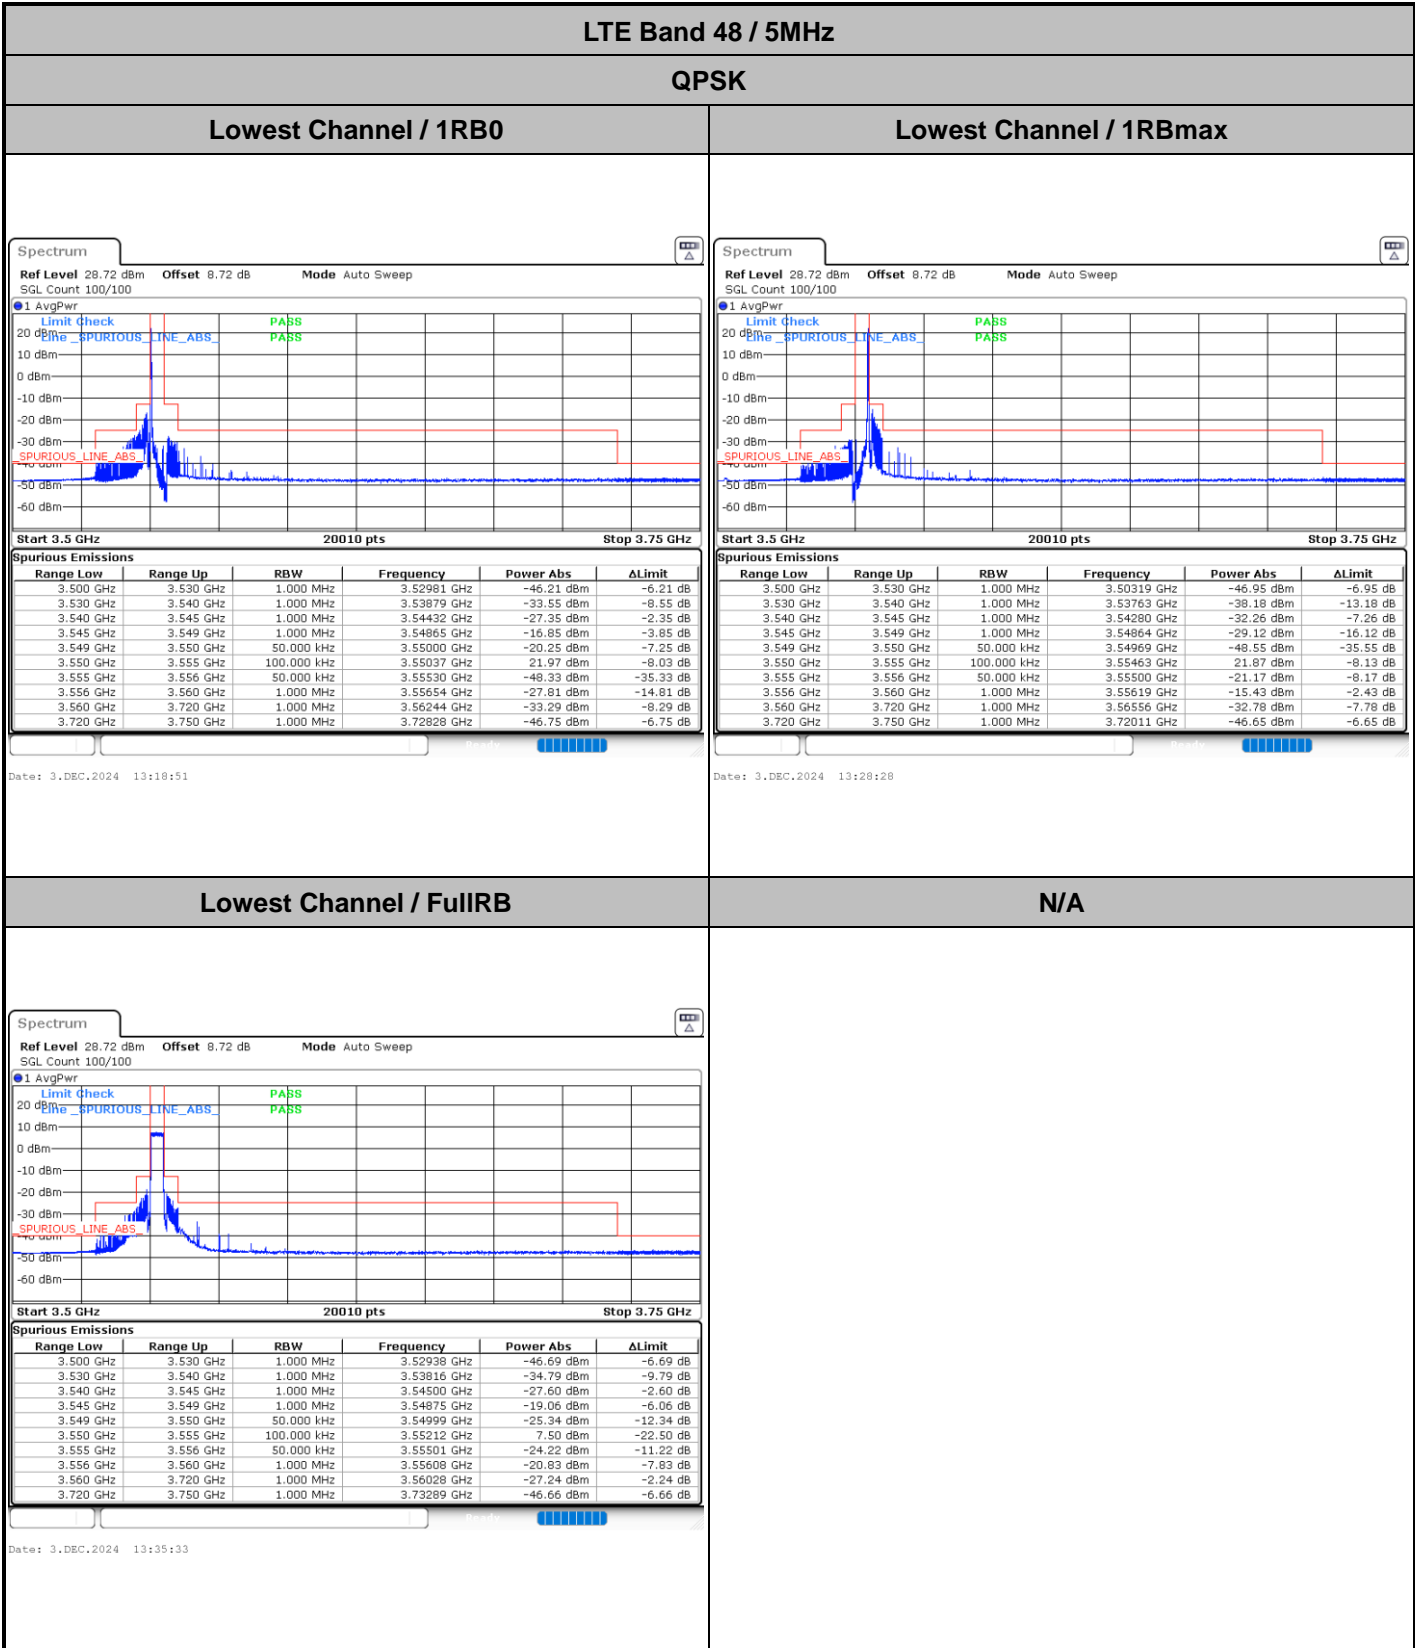 LTE Band 48 / 5MHz
QPSK
Lowest Channel / 1RB0
Lowest Channel / 1RBmax
Spectrum
Ref Level 28.72 dBm Offset 8.72 dB Mode Auto Sweep
SGL Count 100/100
1 AvgPwr
Limit Check PASS
Line _SPURIOUS_LINE_ABS_ PASS
20 dBm
10 dBm
0 dBm
-10 dBm
-20 dBm
-30 dBm
_SPURIOUS_LINE_ABS_
-40 dBm
-50 dBm
-60 dBm
Start 3.5 GHz 20010 pts Stop 3.75 GHz
Spurious Emissions
Range Low Range Up RBW Frequency Power Abs ΔLimit
3.500 GHz 3.530 GHz 1.000 MHz 3.52981 GHz -46.21 dBm -6.21 dB
3.530 GHz 3.540 GHz 1.000 MHz 3.53879 GHz -33.55 dBm -8.55 dB
3.540 GHz 3.545 GHz 1.000 MHz 3.54432 GHz -27.35 dBm -2.35 dB
3.545 GHz 3.549 GHz 1.000 MHz 3.54865 GHz -16.85 dBm -3.85 dB
3.549 GHz 3.550 GHz 50.000 kHz 3.55000 GHz -20.25 dBm -7.25 dB
3.550 GHz 3.555 GHz 100.000 kHz 3.55037 GHz 21.97 dBm -8.03 dB
3.555 GHz 3.556 GHz 50.000 kHz 3.55530 GHz -48.33 dBm -35.33 dB
3.556 GHz 3.560 GHz 1.000 MHz 3.55654 GHz -27.81 dBm -14.81 dB
3.560 GHz 3.720 GHz 1.000 MHz 3.56244 GHz -33.29 dBm -8.29 dB
3.720 GHz 3.750 GHz 1.000 MHz 3.72828 GHz -46.75 dBm -6.75 dB
Ready
Date: 3.DEC.2024 13:18:51
Spectrum
Ref Level 28.72 dBm Offset 8.72 dB Mode Auto Sweep
SGL Count 100/100
1 AvgPwr
Limit Check PASS
Line _SPURIOUS_LINE_ABS_ PASS
20 dBm
10 dBm
0 dBm
-10 dBm
-20 dBm
-30 dBm
_SPURIOUS_LINE_ABS_
-40 dBm
-50 dBm
-60 dBm
Start 3.5 GHz 20010 pts Stop 3.75 GHz
Spurious Emissions
Range Low Range Up RBW Frequency Power Abs ΔLimit
3.500 GHz 3.530 GHz 1.000 MHz 3.50319 GHz -46.95 dBm -6.95 dB
3.530 GHz 3.540 GHz 1.000 MHz 3.53763 GHz -38.18 dBm -13.18 dB
3.540 GHz 3.545 GHz 1.000 MHz 3.54280 GHz -32.26 dBm -7.26 dB
3.545 GHz 3.549 GHz 1.000 MHz 3.54864 GHz -29.12 dBm -16.12 dB
3.549 GHz 3.550 GHz 50.000 kHz 3.54969 GHz -48.55 dBm -35.55 dB
3.550 GHz 3.555 GHz 100.000 kHz 3.55463 GHz 21.87 dBm -8.13 dB
3.555 GHz 3.556 GHz 50.000 kHz 3.55500 GHz -21.17 dBm -8.17 dB
3.556 GHz 3.560 GHz 1.000 MHz 3.55619 GHz -15.43 dBm -2.43 dB
3.560 GHz 3.720 GHz 1.000 MHz 3.56556 GHz -32.78 dBm -7.78 dB
3.720 GHz 3.750 GHz 1.000 MHz 3.72011 GHz -46.65 dBm -6.65 dB
Ready
Date: 3.DEC.2024 13:28:28
Lowest Channel / FullRB
N/A
Spectrum
Ref Level 28.72 dBm Offset 8.72 dB Mode Auto Sweep
SGL Count 100/100
1 AvgPwr
Limit Check PASS
Line _SPURIOUS_LINE_ABS_ PASS
20 dBm
10 dBm
0 dBm
-10 dBm
-20 dBm
-30 dBm
_SPURIOUS_LINE_ABS_
-40 dBm
-50 dBm
-60 dBm
Start 3.5 GHz 20010 pts Stop 3.75 GHz
Spurious Emissions
Range Low Range Up RBW Frequency Power Abs ΔLimit
3.500 GHz 3.530 GHz 1.000 MHz 3.52938 GHz -46.69 dBm -6.69 dB
3.530 GHz 3.540 GHz 1.000 MHz 3.53816 GHz -34.79 dBm -9.79 dB
3.540 GHz 3.545 GHz 1.000 MHz 3.54500 GHz -27.60 dBm -2.60 dB
3.545 GHz 3.549 GHz 1.000 MHz 3.54875 GHz -19.06 dBm -6.06 dB
3.549 GHz 3.550 GHz 50.000 kHz 3.54999 GHz -25.34 dBm -12.34 dB
3.550 GHz 3.555 GHz 100.000 kHz 3.55212 GHz 7.50 dBm -22.50 dB
3.555 GHz 3.556 GHz 50.000 kHz 3.55501 GHz -24.22 dBm -11.22 dB
3.556 GHz 3.560 GHz 1.000 MHz 3.55608 GHz -20.83 dBm -7.83 dB
3.560 GHz 3.720 GHz 1.000 MHz 3.56028 GHz -27.24 dBm -2.24 dB
3.720 GHz 3.750 GHz 1.000 MHz 3.73289 GHz -46.66 dBm -6.66 dB
Ready
Date: 3.DEC.2024 13:35:33